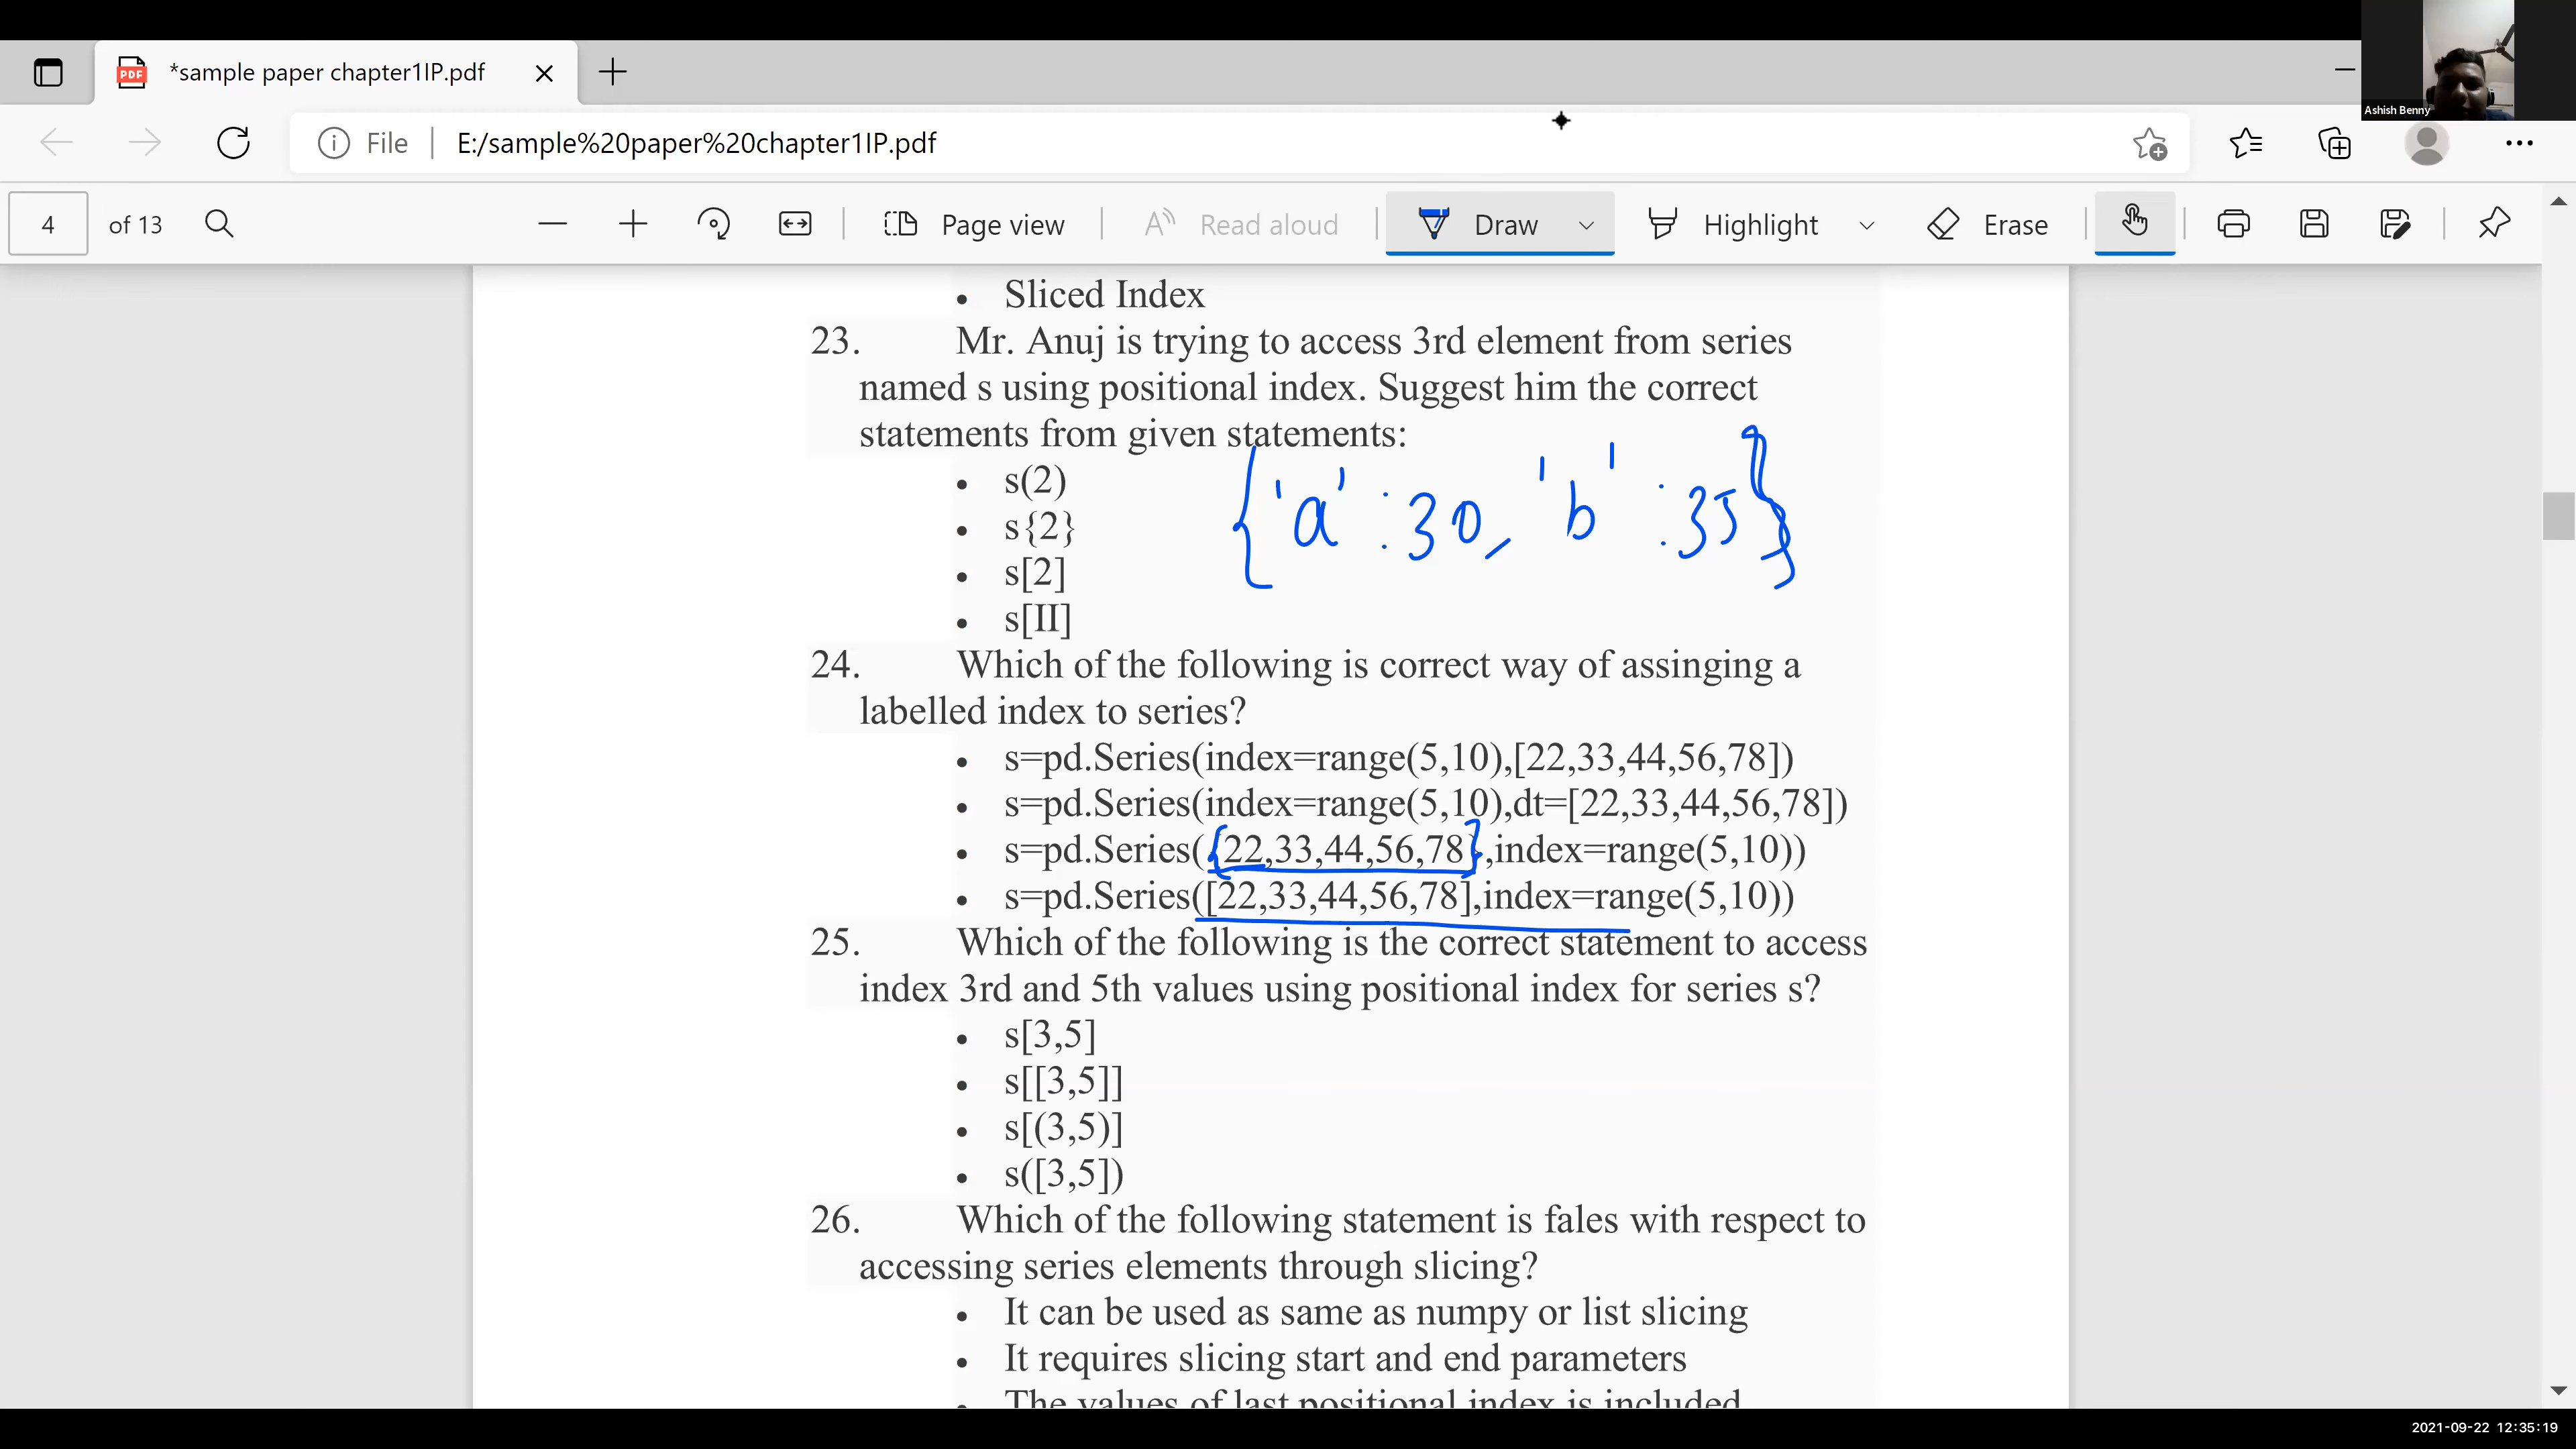 *sample paper chapter1IP.pdf
Ashish Benny
File
E:/sample%20paper%20chapter1IP.pdf
4 of 13
Page view
Read aloud
Draw
Highlight
Erase
• Sliced Index
23. Mr. Anuj is trying to access 3rd element from series
named s using positional index. Suggest him the correct
statements from given statements:
• s(2)
• s{2}
{'a' : 30, 'b' : 35}
• s[2]
• s[II]
24. Which of the following is correct way of assinging a
labelled index to series?
• s=pd.Series(index=range(5,10),[22,33,44,56,78])
• s=pd.Series(index=range(5,10),dt=[22,33,44,56,78])
• s=pd.Series({22,33,44,56,78},index=range(5,10))
• s=pd.Series([22,33,44,56,78],index=range(5,10))
25. Which of the following is the correct statement to access
index 3rd and 5th values using positional index for series s?
• s[3,5]
• s[[3,5]]
• s[(3,5)]
• s([3,5])
26. Which of the following statement is fales with respect to
accessing series elements through slicing?
• It can be used as same as numpy or list slicing
• It requires slicing start and end parameters
• The values of last positional index is included
2021-09-22 12:35:19